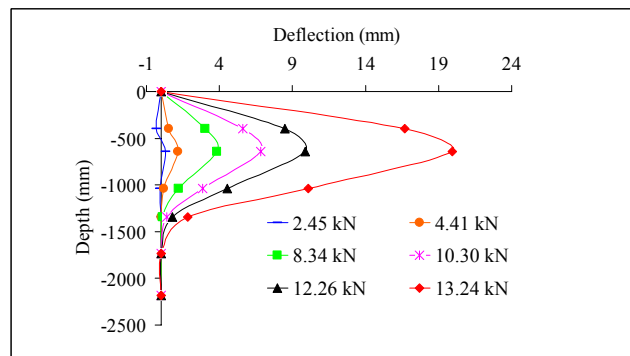 Deflection (mm)
-1 4 9 14 19 24
Depth (mm)
0
-500
-1000
-1500
-2000
-2500
2.45 kN 4.41 kN
8.34 kN 10.30 kN
12.26 kN 13.24 kN